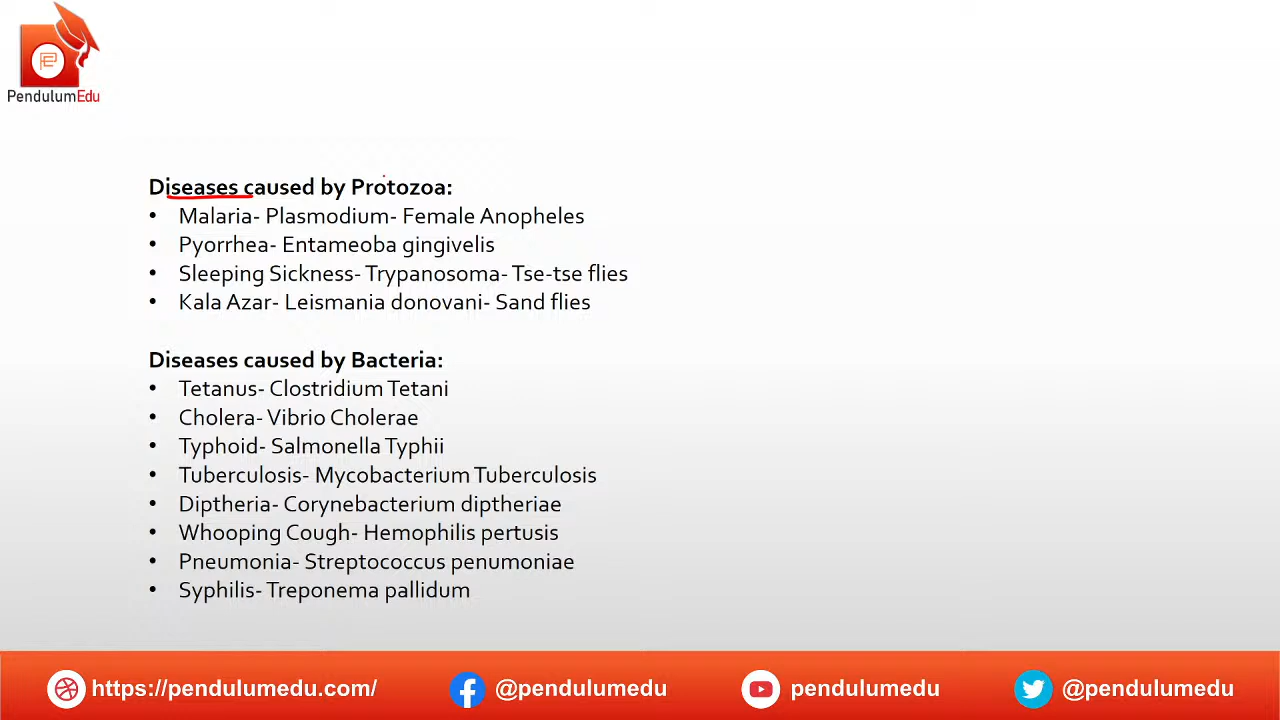 PendulumEdu
Diseases caused by Protozoa:
• Malaria- Plasmodium- Female Anopheles
• Pyorrhea- Entameoba gingivelis
• Sleeping Sickness- Trypanosoma- Tse-tse flies
• Kala Azar- Leismania donovani- Sand flies
Diseases caused by Bacteria:
• Tetanus- Clostridium Tetani
• Cholera- Vibrio Cholerae
• Typhoid- Salmonella Typhii
• Tuberculosis- Mycobacterium Tuberculosis
• Diptheria- Corynebacterium diptheriae
• Whooping Cough- Hemophilis pertusis
• Pneumonia- Streptococcus penumoniae
• Syphilis- Treponema pallidum
https://pendulumedu.com/ @pendulumedu pendulumedu @pendulumedu